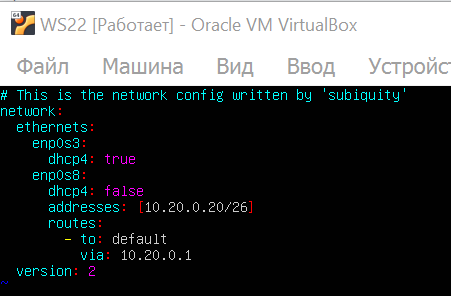 WS22 [Работает] - Oracle VM VirtualBox
Файл Машина Вид Ввод Устройст
# This is the network config written by 'subiquity'
network:
  ethernets:
    enp0s3:
      dhcp4: true
    enp0s8:
      dhcp4: false
      addresses: [10.20.0.20/26]
      routes:
        - to: default
          via: 10.20.0.1
  version: 2
~